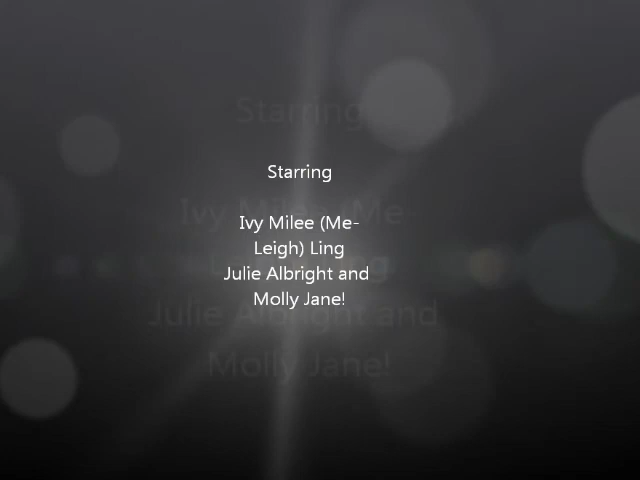 Starring
Ivy Milee (Me-
Leigh) Ling
Julie Albright and
Molly Jane!